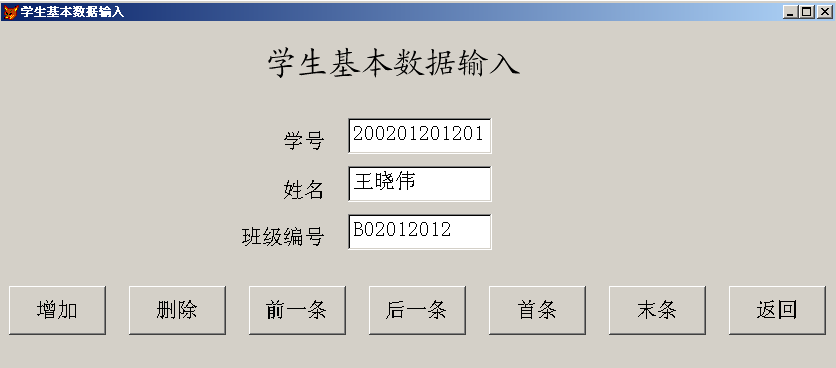 学生基本数据输入
学生基本数据输入
学号 200201201201
姓名 王晓伟
班级编号 B02012012
增加 删除 前一条 后一条 首条 末条 返回